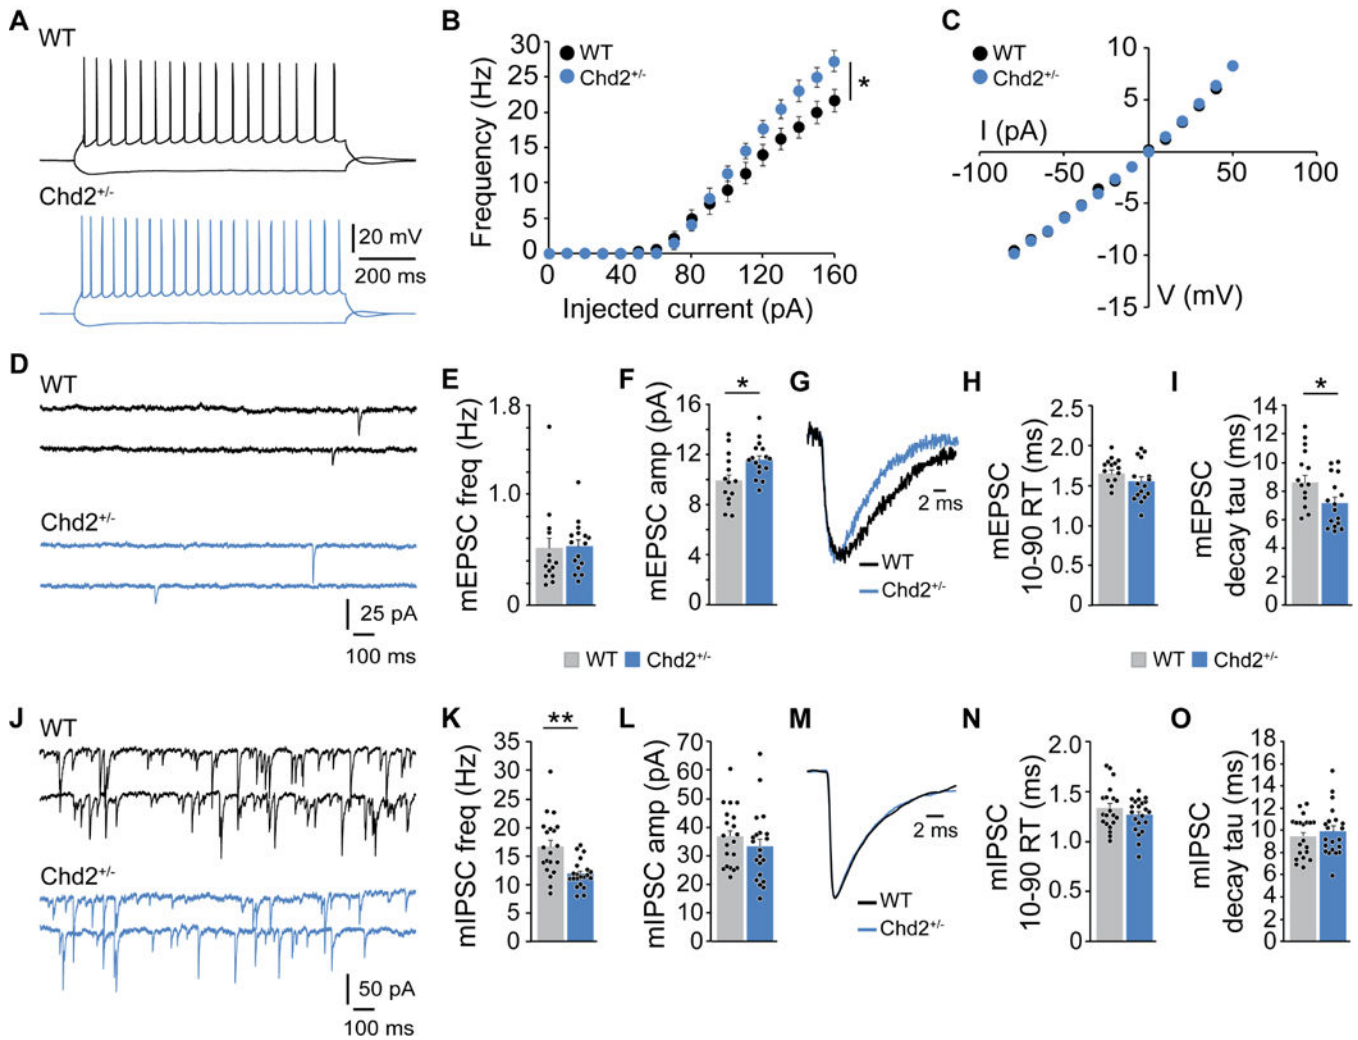 A
WT
Chd2+/-
20 mV
200 ms
B
WT
Chd2+/-
Frequency (Hz)
30
25
20
15
10
5
0
0 40 80 120 160
Injected current (pA)
*
C
WT
Chd2+/-
I (pA)
10
5
-5
-10
-15
-100 -50 50 100
V (mV)
D
WT
Chd2+/-
25 pA
100 ms
E
mEPSC freq (Hz)
1.8
1.0
0
F
mEPSC amp (pA)
16
12
8
4
0
*
G
2 ms
WT
Chd2+/-
H
mEPSC
10-90 RT (ms)
2.5
2.0
1.5
1.0
0.5
0
I
mEPSC
decay tau (ms)
14
12
10
8
6
4
2
0
*
WT Chd2+/-
WT Chd2+/-
J
WT
Chd2+/-
50 pA
100 ms
K
mIPSC freq (Hz)
35
30
25
20
15
10
5
0
**
L
mIPSC amp (pA)
70
60
50
40
30
20
10
0
M
2 ms
WT
Chd2+/-
N
mIPSC
10-90 RT (ms)
2.0
1.5
1.0
0.5
0
O
mIPSC
decay tau (ms)
18
16
14
12
10
8
6
4
2
0